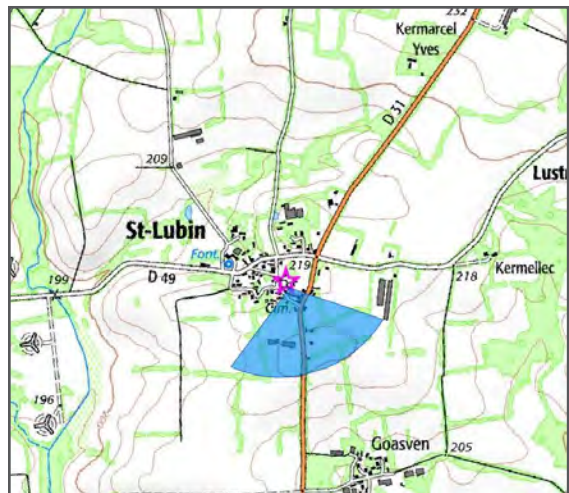 232
Kermarcel
Yves
D 31
209
Lust
St-Lubin
Font.
219
218
Kermellec
199
D 49
Cim.
196
Goasven
205